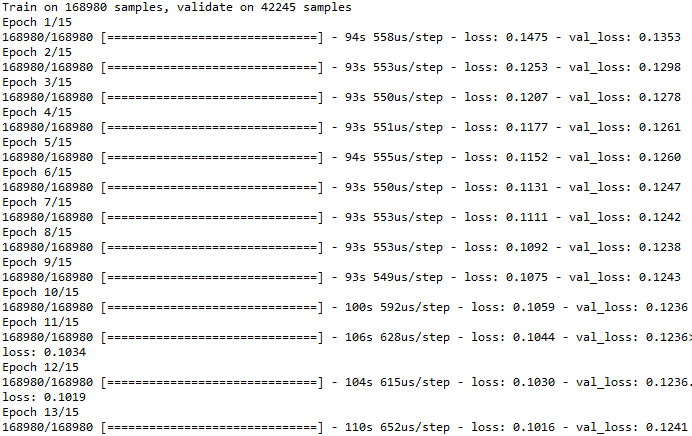 Train on 168980 samples, validate on 42245 samples
Epoch 1/15
168980/168980 [==============================] - 94s 558us/step - loss: 0.1475 - val_loss: 0.1353
Epoch 2/15
168980/168980 [==============================] - 93s 553us/step - loss: 0.1253 - val_loss: 0.1298
Epoch 3/15
168980/168980 [==============================] - 93s 550us/step - loss: 0.1207 - val_loss: 0.1278
Epoch 4/15
168980/168980 [==============================] - 93s 551us/step - loss: 0.1177 - val_loss: 0.1261
Epoch 5/15
168980/168980 [==============================] - 94s 555us/step - loss: 0.1152 - val_loss: 0.1260
Epoch 6/15
168980/168980 [==============================] - 93s 550us/step - loss: 0.1131 - val_loss: 0.1247
Epoch 7/15
168980/168980 [==============================] - 93s 553us/step - loss: 0.1111 - val_loss: 0.1242
Epoch 8/15
168980/168980 [==============================] - 93s 553us/step - loss: 0.1092 - val_loss: 0.1238
Epoch 9/15
168980/168980 [==============================] - 93s 549us/step - loss: 0.1075 - val_loss: 0.1243
Epoch 10/15
168980/168980 [==============================] - 100s 592us/step - loss: 0.1059 - val_loss: 0.1236
Epoch 11/15
168980/168980 [==============================] - 106s 628us/step - loss: 0.1044 - val_loss: 0.1236>
loss: 0.1034
Epoch 12/15
168980/168980 [==============================] - 104s 615us/step - loss: 0.1030 - val_loss: 0.1236.
loss: 0.1019
Epoch 13/15
168980/168980 [==============================] - 110s 652us/step - loss: 0.1016 - val_loss: 0.1241